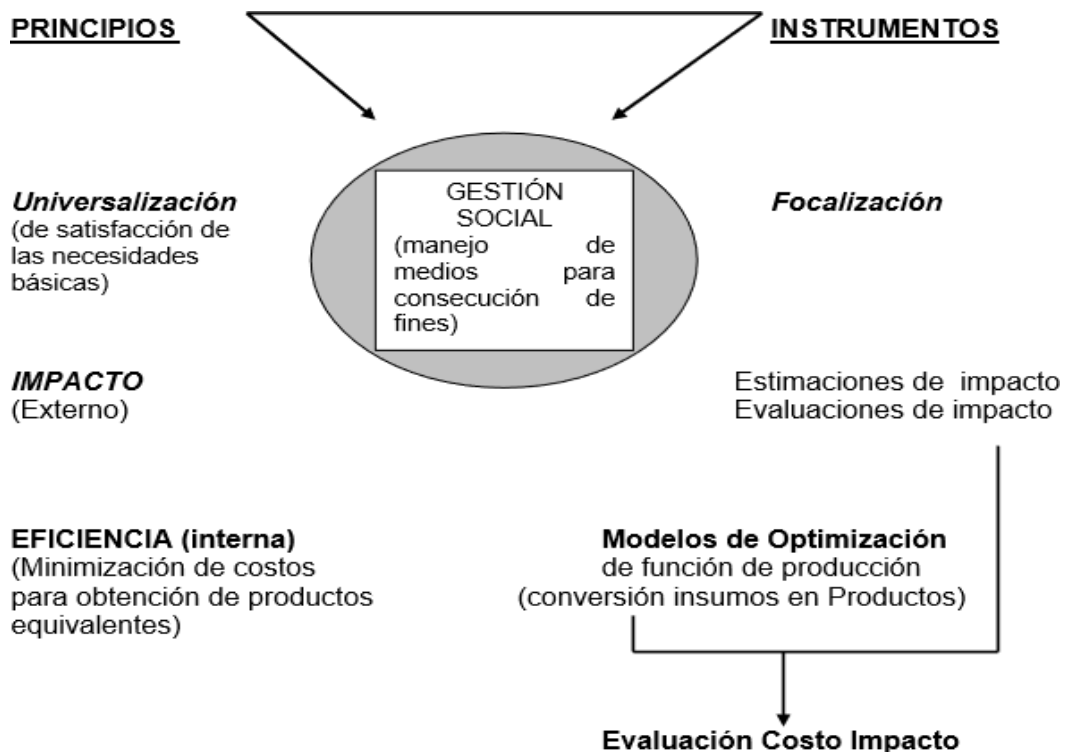 PRINCIPIOS
INSTRUMENTOS
GESTIÓN
SOCIAL
(manejo de
medios para
consecución de
fines)
Universalización
(de satisfacción de
las necesidades
básicas)
Focalización
IMPACTO
(Externo)
Estimaciones de impacto
Evaluaciones de impacto
EFICIENCIA (interna)
(Minimización de costos
para obtención de productos
equivalentes)
Modelos de Optimización
de función de producción
(conversión insumos en Productos)
Evaluación Costo Impacto